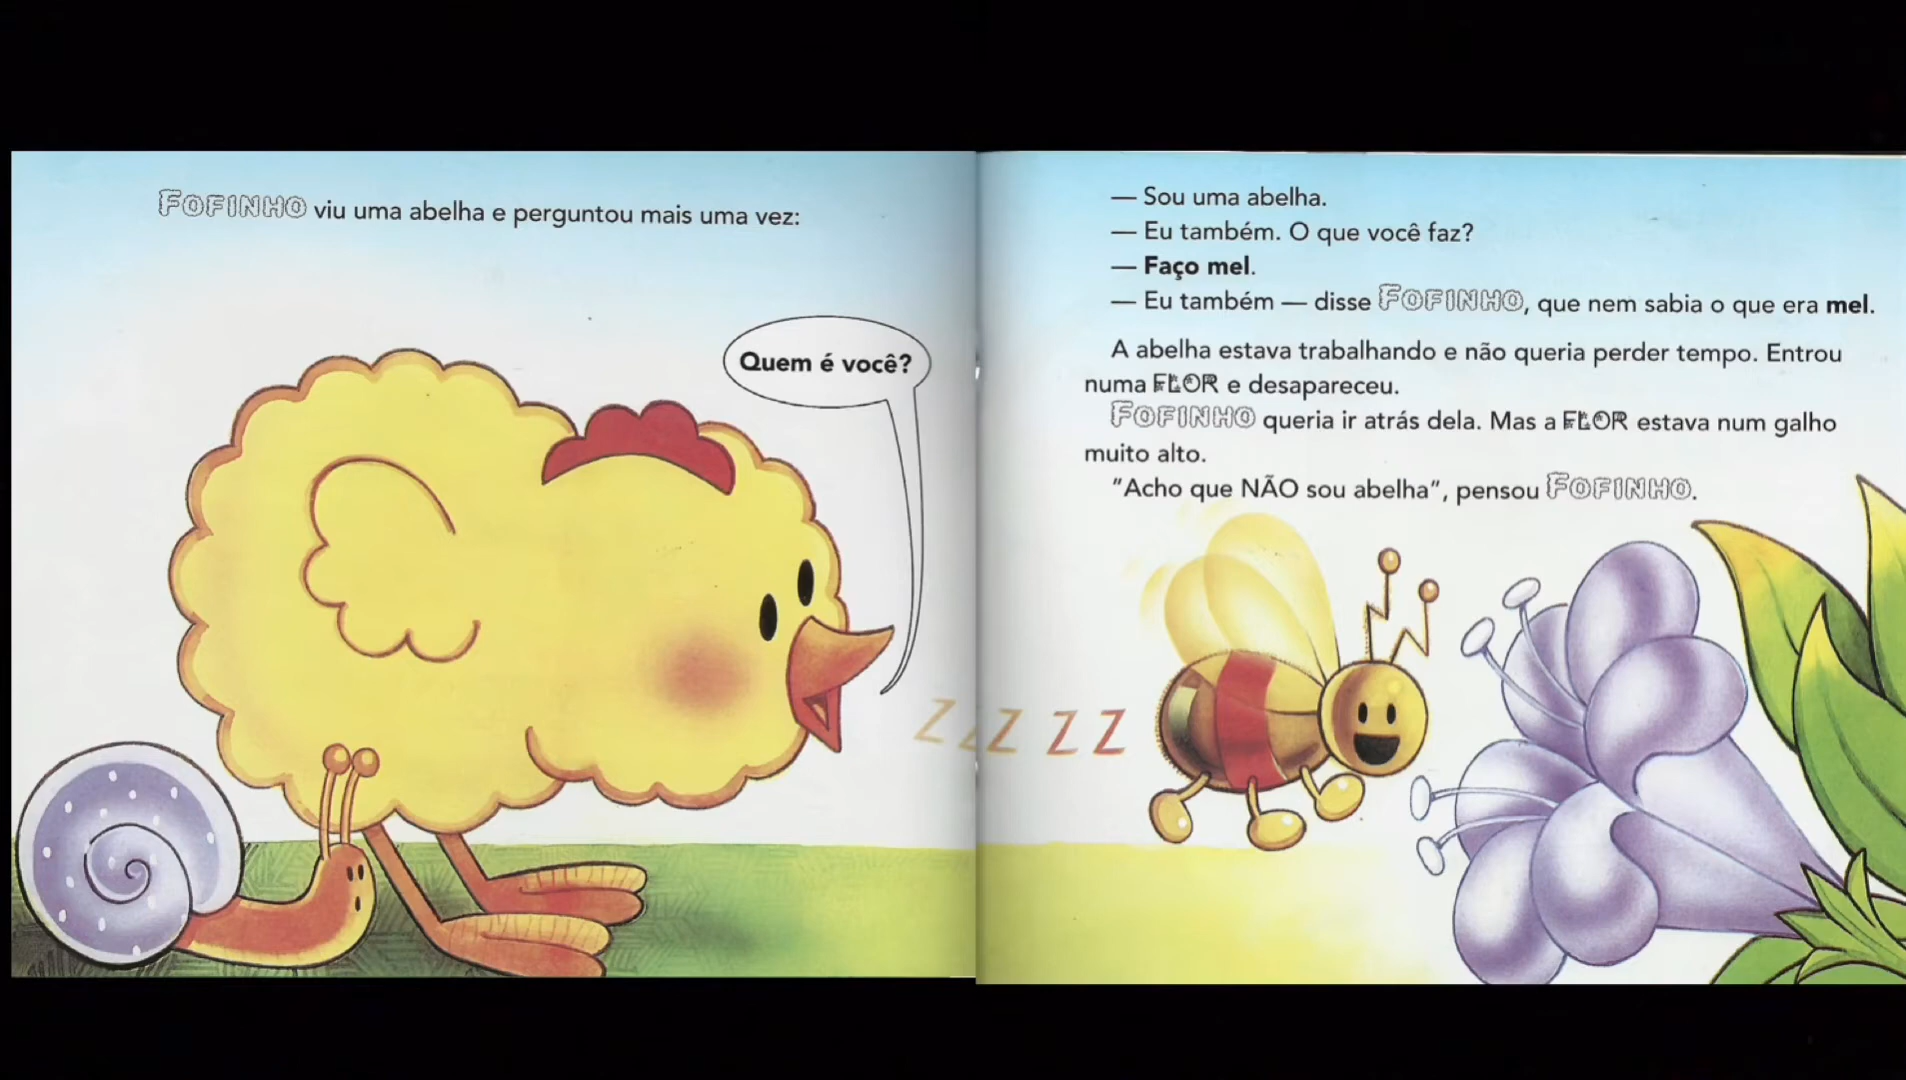 FOFINHO viu uma abelha e perguntou mais uma vez:
Quem é você?
— Sou uma abelha.
— Eu também. O que você faz?
— Faço mel.
— Eu também — disse FOFINHO, que nem sabia o que era mel.
A abelha estava trabalhando e não queria perder tempo. Entrou
numa FLOR e desapareceu.
FOFINHO queria ir atrás dela. Mas a FLOR estava num galho
muito alto.
"Acho que NÃO sou abelha", pensou FOFINHO.
Z Z Z Z Z